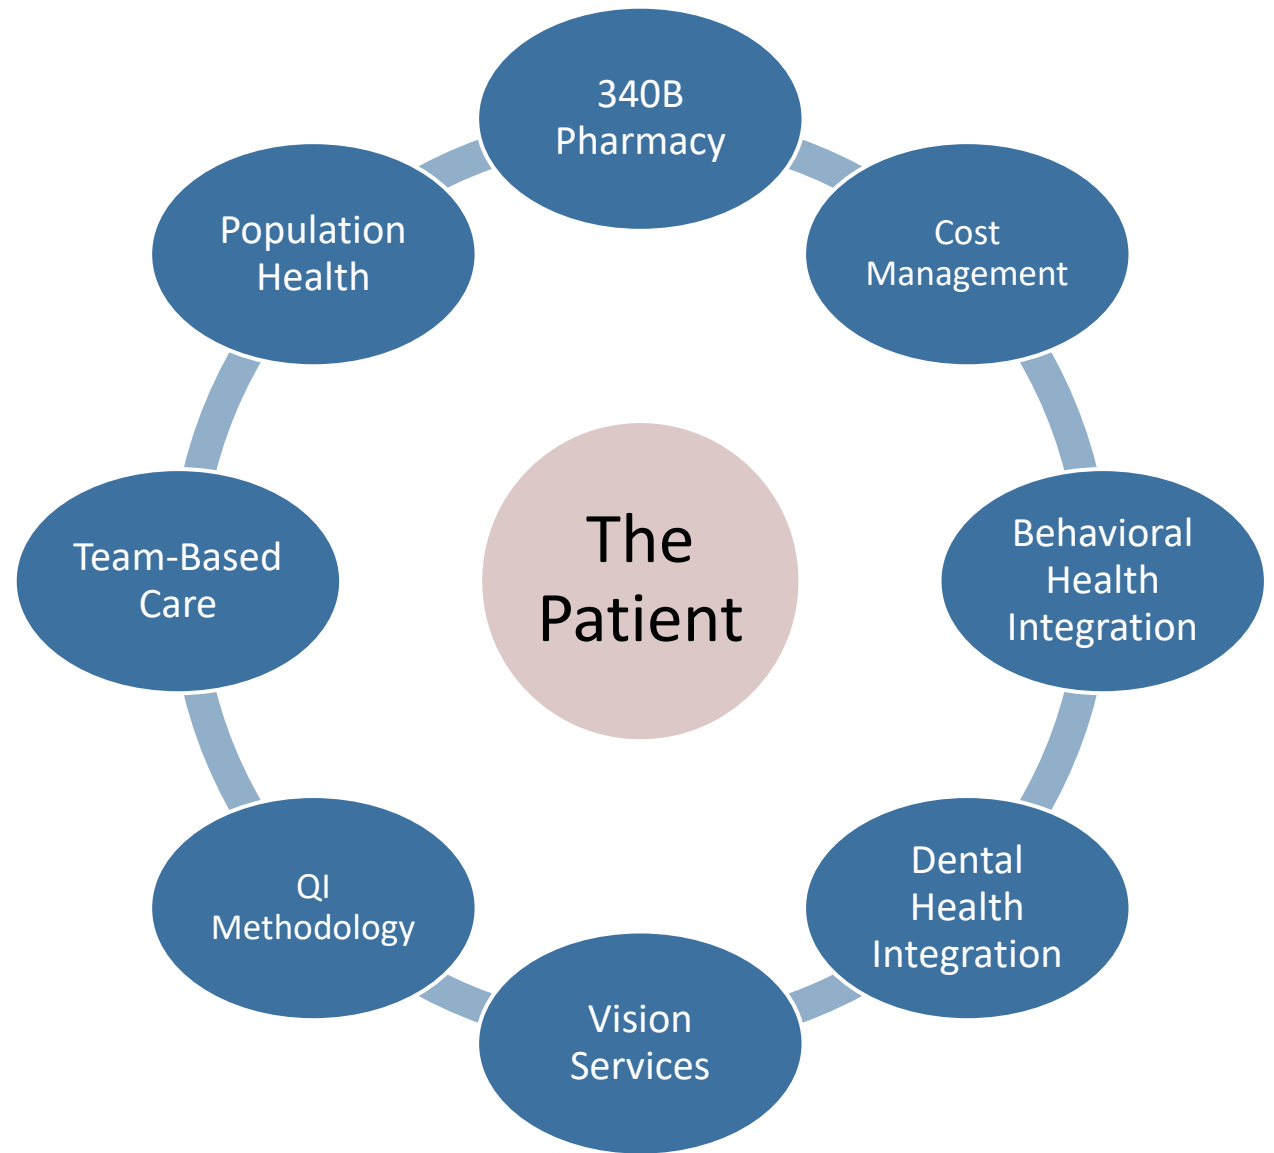 340B
Pharmacy
Cost
Management
Behavioral
Health
Integration
Dental
Health
Integration
Vision
Services
QI
Methodology
Team-Based
Care
Population
Health
The
Patient